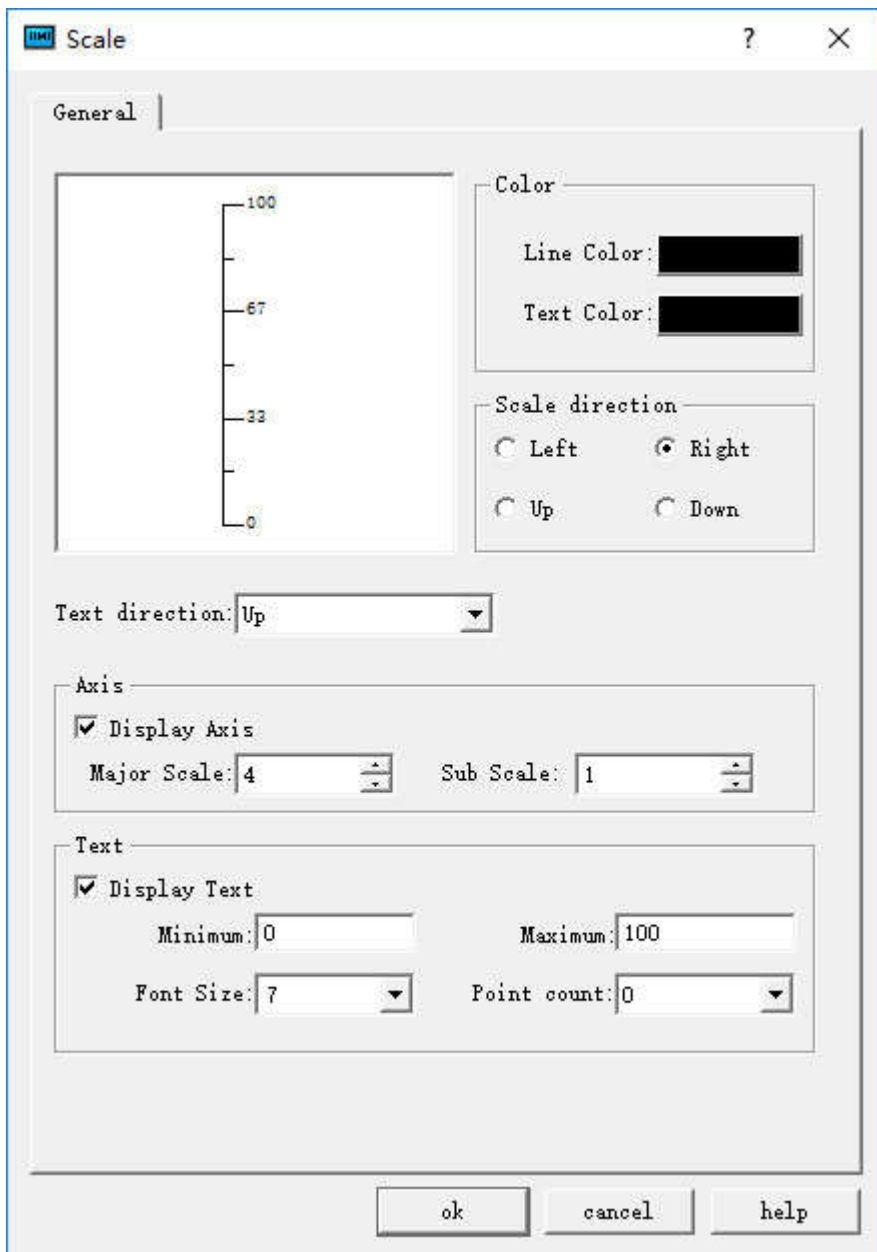 Scale
General
100
67
33
0
Color
Line Color:
Text Color:
Scale direction
Left Right
Up Down
Text direction: Up
Axis
Display Axis
Major Scale: 4 Sub Scale: 1
Text
Display Text
Minimum: 0 Maximum: 100
Font Size: 7 Point count: 0
ok cancel help